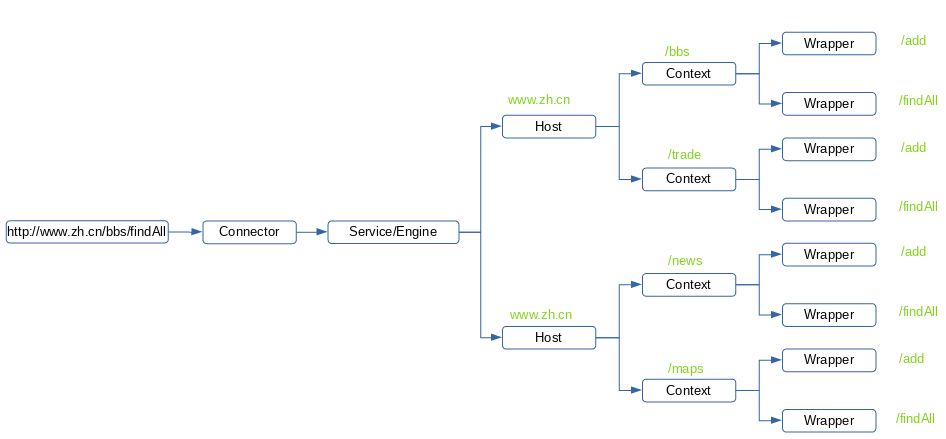 /add
Wrapper
/bbs
Context
www.zh.cn
Wrapper
/findAll
Host
/trade
Context
Wrapper
/add
Wrapper
/findAll
http://www.zh.cn/bbs/findAll
Connector
Service/Engine
/news
Context
Wrapper
/add
www.zh.cn
Host
Wrapper
/findAll
/maps
Context
Wrapper
/add
Wrapper
/findAll